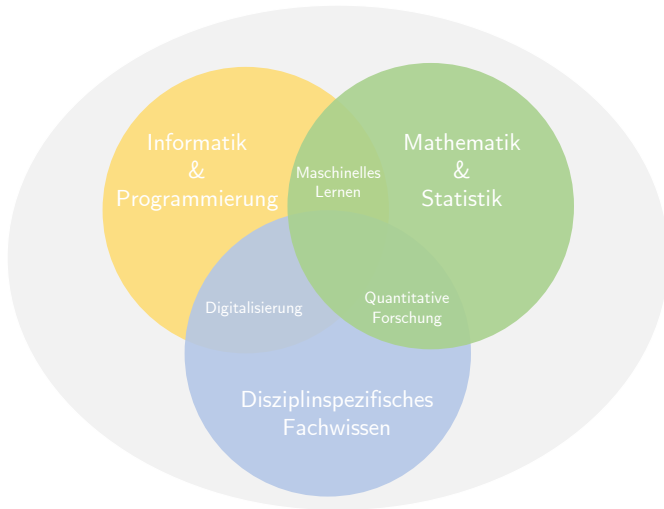 Informatik
&
Programmierung
Mathematik
&
Statistik
Maschinelles
Lernen
Digitalisierung
Quantitative
Forschung
Disziplinspezifisches
Fachwissen